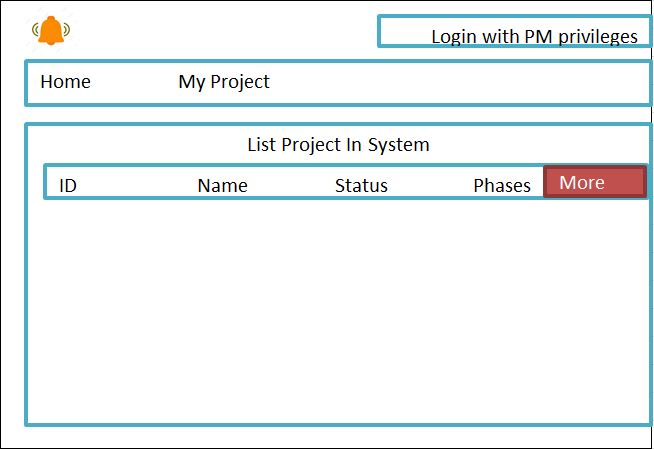 Login with PM privileges
Home My Project
List Project In System
ID Name Status Phases More